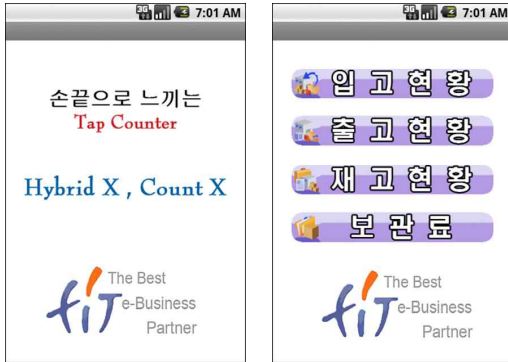 3G 7:01 AM
손끝으로 느끼는
Tap Counter
Hybrid X , Count X
fiT The Best
e-Business
Partner
3G 7:01 AM
입 고 현 황
출 고 현 황
재 고 현 황
보 관 료
fiT The Best
e-Business
Partner